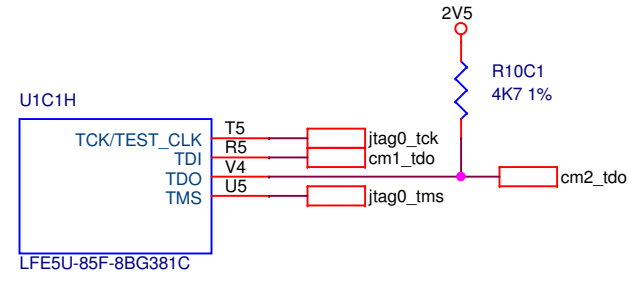 2V5
R10C1
4K7 1%
U1C1H
TCK/TEST_CLK T5 jtag0_tck
TDI R5 cm1_tdo
TDO V4 cm2_tdo
TMS U5 jtag0_tms
LFE5U-85F-8BG381C